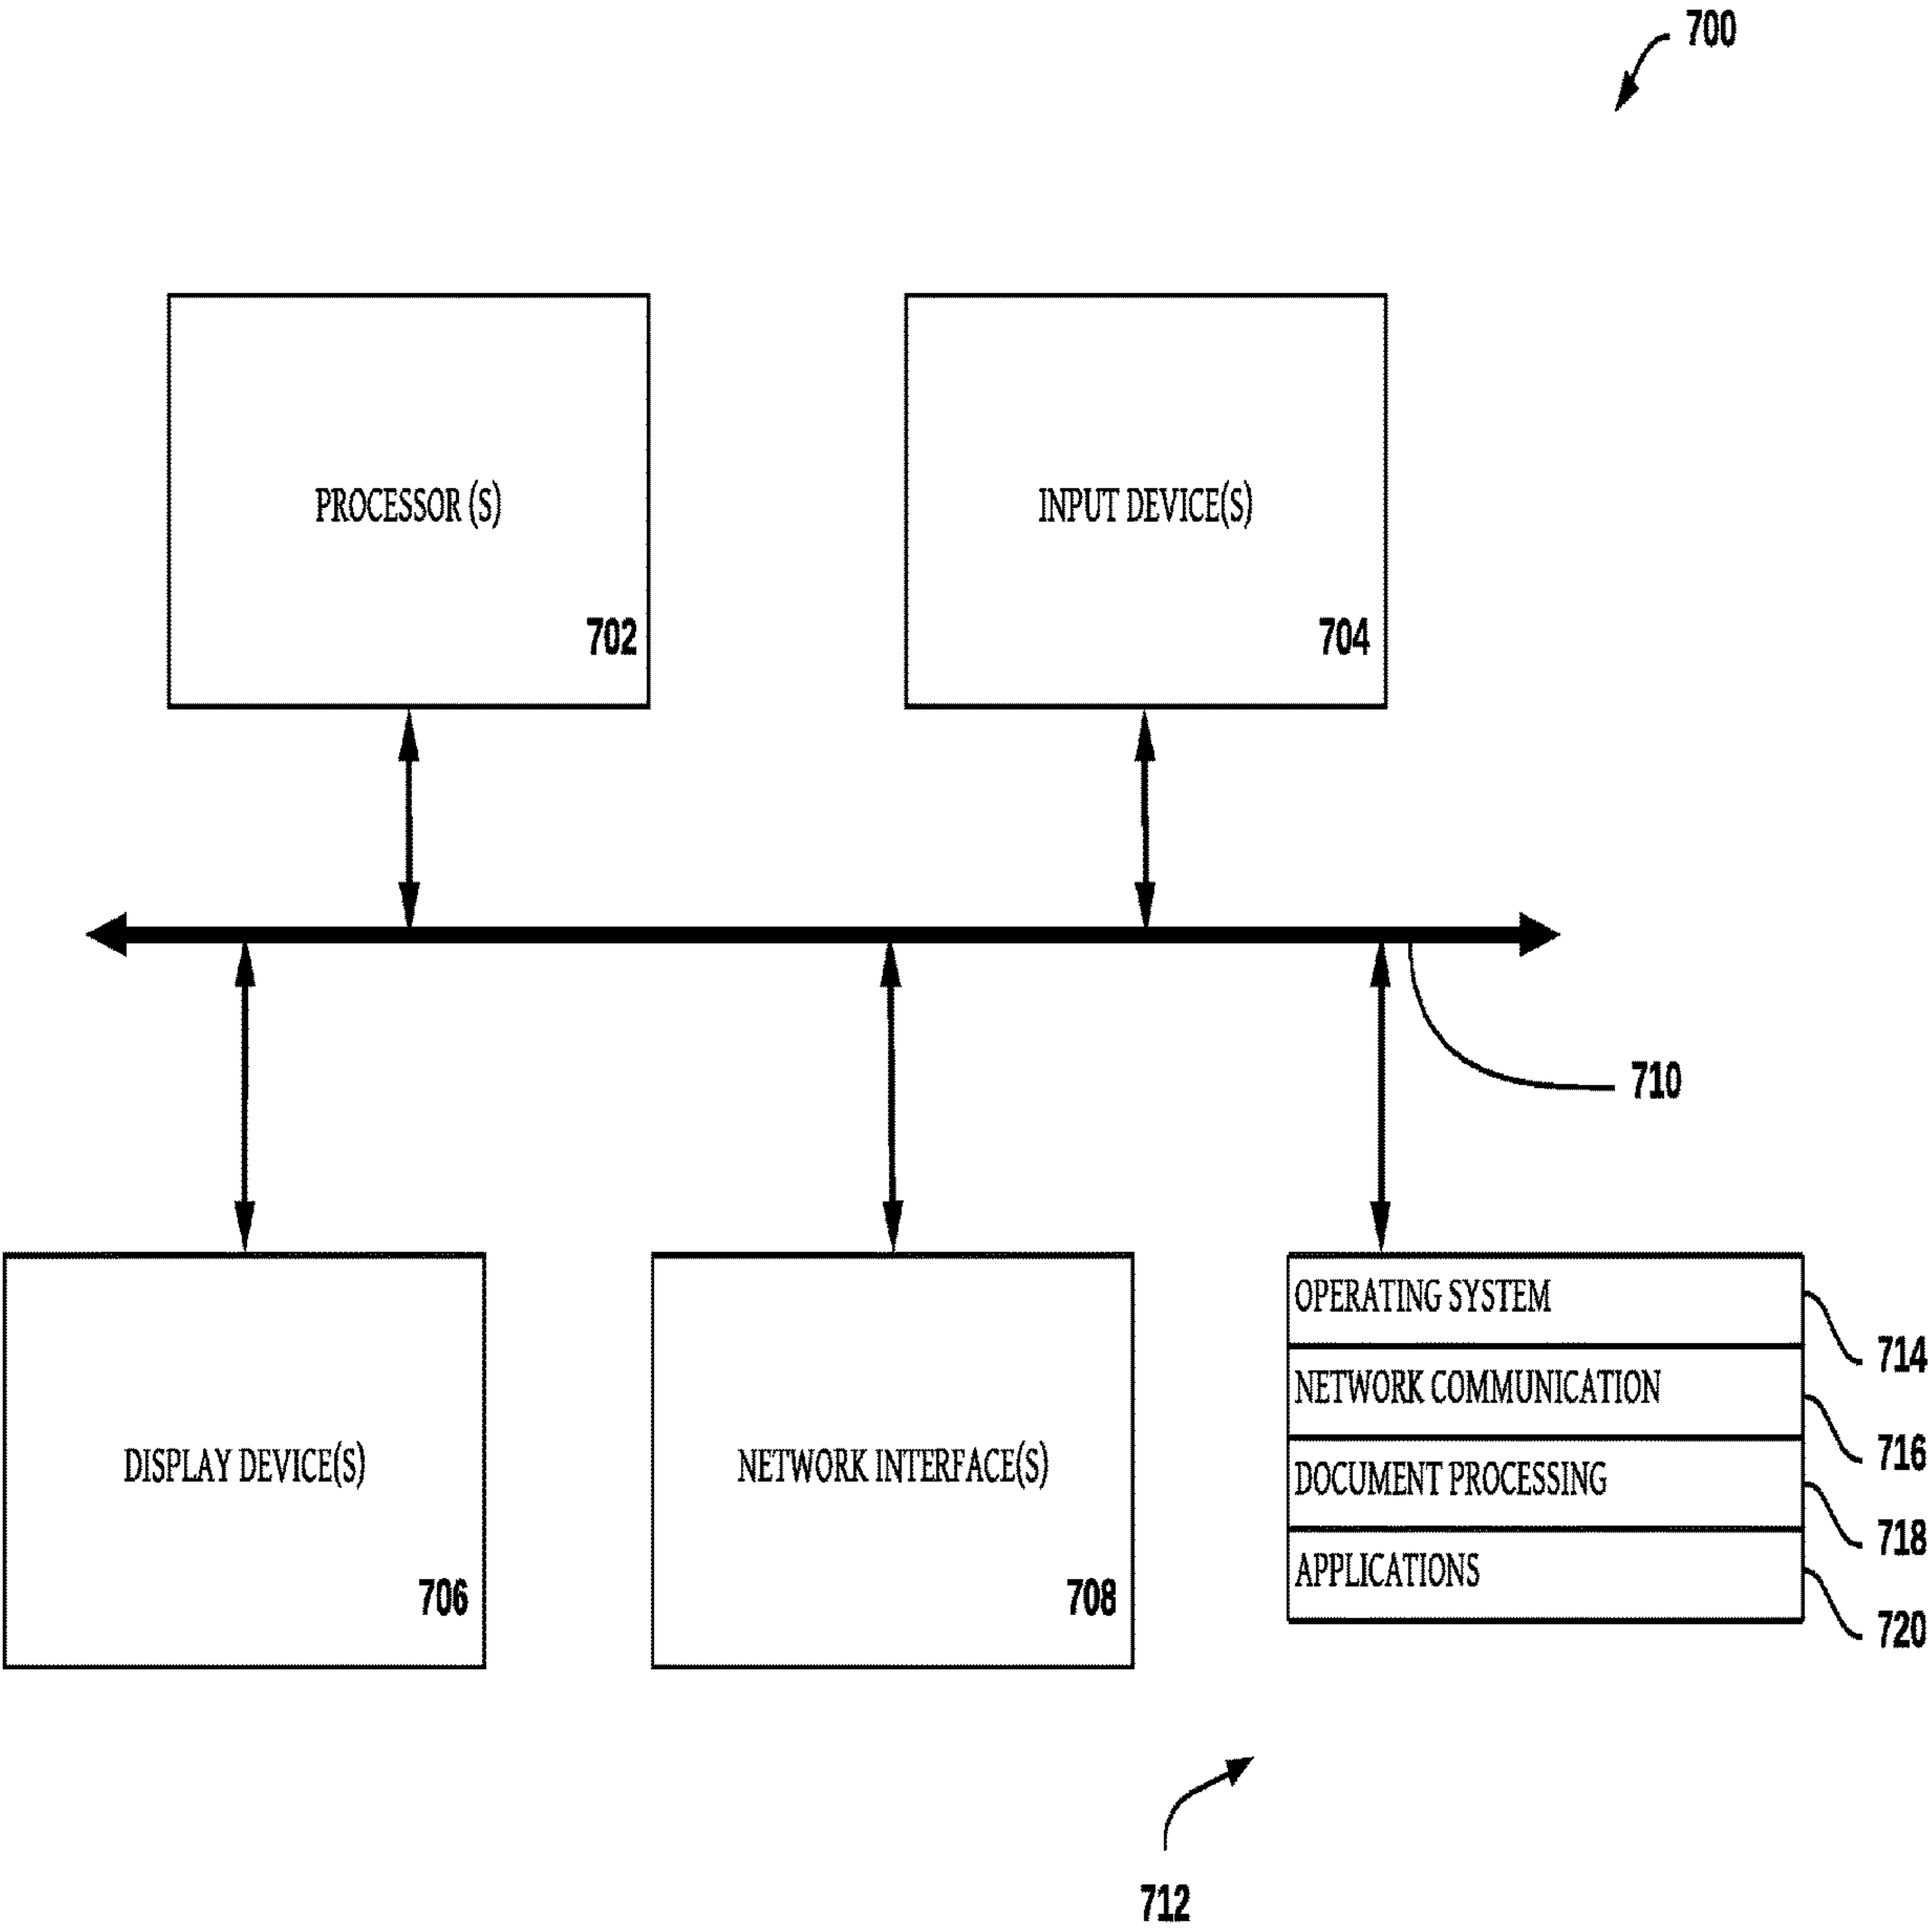 700
PROCESSOR (S)
702
INPUT DEVICE(S)
704
710
DISPLAY DEVICE(S)
706
NETWORK INTERFACE(S)
708
OPERATING SYSTEM
714
NETWORK COMMUNICATION
716
DOCUMENT PROCESSING
718
APPLICATIONS
720
712